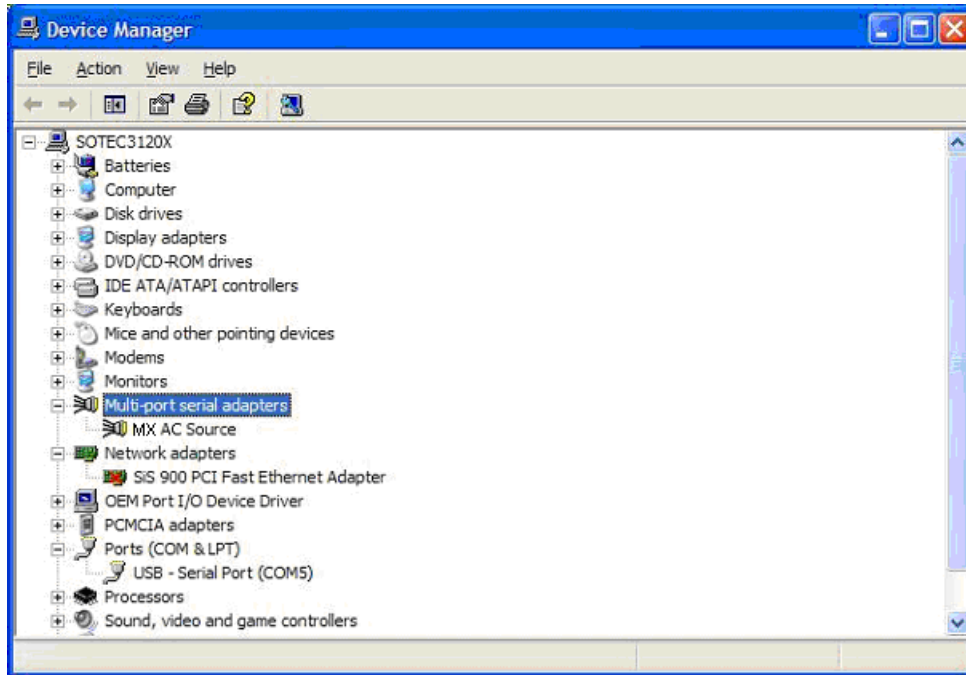 Device Manager
File Action View Help
SOTEC3120X
Batteries
Computer
Disk drives
Display adapters
DVD/CD-ROM drives
IDE ATA/ATAPI controllers
Keyboards
Mice and other pointing devices
Modems
Monitors
Multi-port serial adapters
MX AC Source
Network adapters
SiS 900 PCI Fast Ethernet Adapter
OEM Port I/O Device Driver
PCMCIA adapters
Ports (COM & LPT)
USB - Serial Port (COM5)
Processors
Sound, video and game controllers